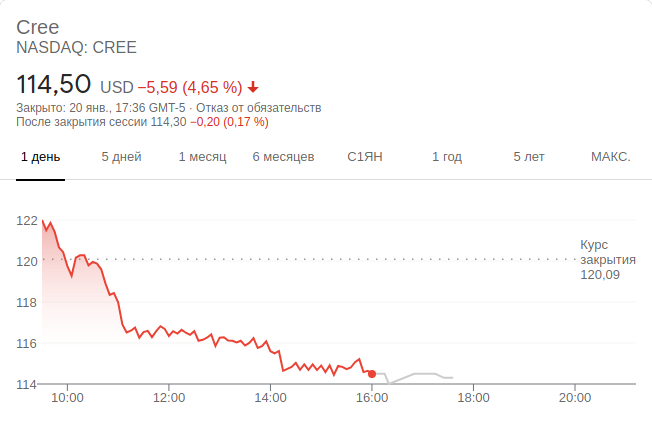 Cree
NASDAQ: CREE
114,50 USD −5,59 (4,65 %)
Закрыто: 20 янв., 17:36 GMT-5 · Отказ от обязательств
После закрытия сессии 114,30 −0,20 (0,17 %)
1 день 5 дней 1 месяц 6 месяцев С1ЯН 1 год 5 лет МАКС.
122
120
118
116
114
Курс
закрытия
120,09
10:00 12:00 14:00 16:00 18:00 20:00